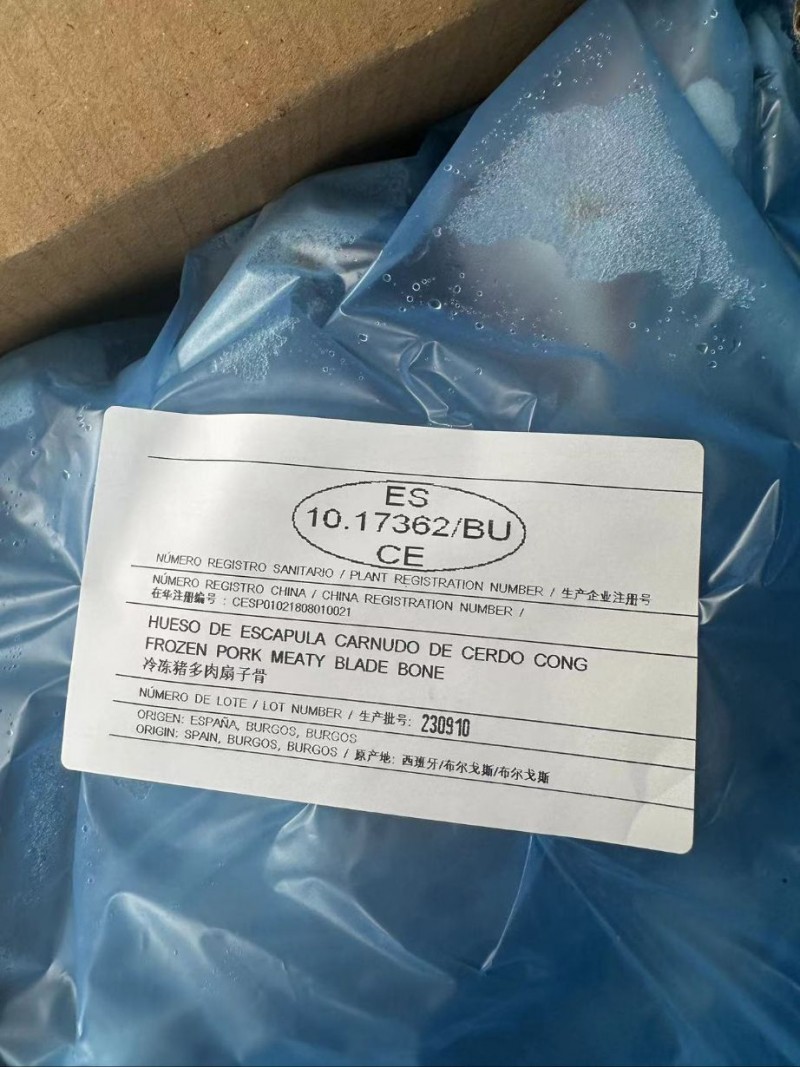 ES
10.17362/BU
CE
NÚMERO REGISTRO SANITARIO / PLANT REGISTRATION NUMBER / 生产企业注册号
NÚMERO REGISTRO CHINA / CHINA REGISTRATION NUMBER /
在华注册编号 : CESP01021808010021
HUESO DE ESCAPULA CARNUDO DE CERDO CONG
FROZEN PORK MEATY BLADE BONE
冷冻猪多肉扇子骨
NÚMERO DE LOTE / LOT NUMBER / 生产批号: 230910
ORIGEN: ESPAÑA, BURGOS, BURGOS
ORIGIN: SPAIN, BURGOS, BURGOS / 原产地: 西班牙/布尔戈斯/布尔戈斯